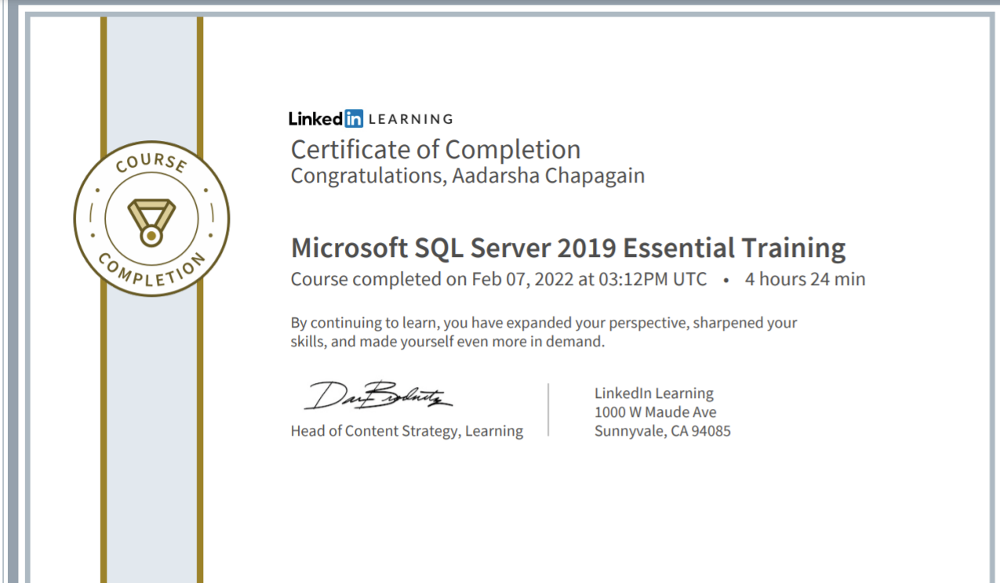 COURSE
COMPLETION
Linked in LEARNING
Certificate of Completion
Congratulations, Aadarsha Chapagain
Microsoft SQL Server 2019 Essential Training
Course completed on Feb 07, 2022 at 03:12PM UTC • 4 hours 24 min
By continuing to learn, you have expanded your perspective, sharpened your
skills, and made yourself even more in demand.
Head of Content Strategy, Learning
LinkedIn Learning
1000 W Maude Ave
Sunnyvale, CA 94085